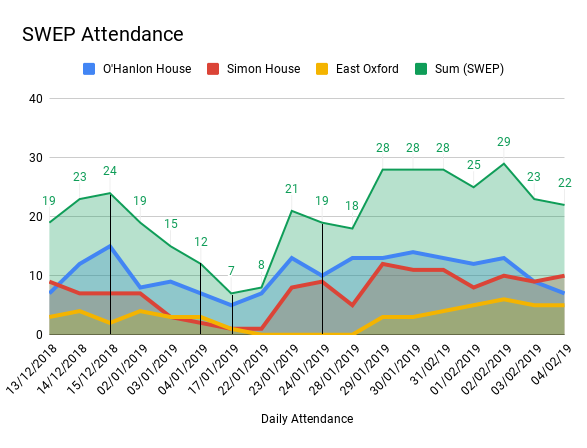 SWEP Attendance
O'Hanlon House Simon House East Oxford Sum (SWEP)
40
30
20
10
0
19 23 24 19 15 12 7 8 21 19 18 28 28 28 25 29 23 22
13/12/2018 14/12/2018 15/12/2018 02/01/2019 03/01/2019 04/01/2019 17/01/2019 22/01/2019 23/01/2019 24/01/2019 28/01/2019 29/01/2019 30/01/2019 31/02/19 01/02/2019 02/02/2019 03/02/2019 04/02/19
Daily Attendance